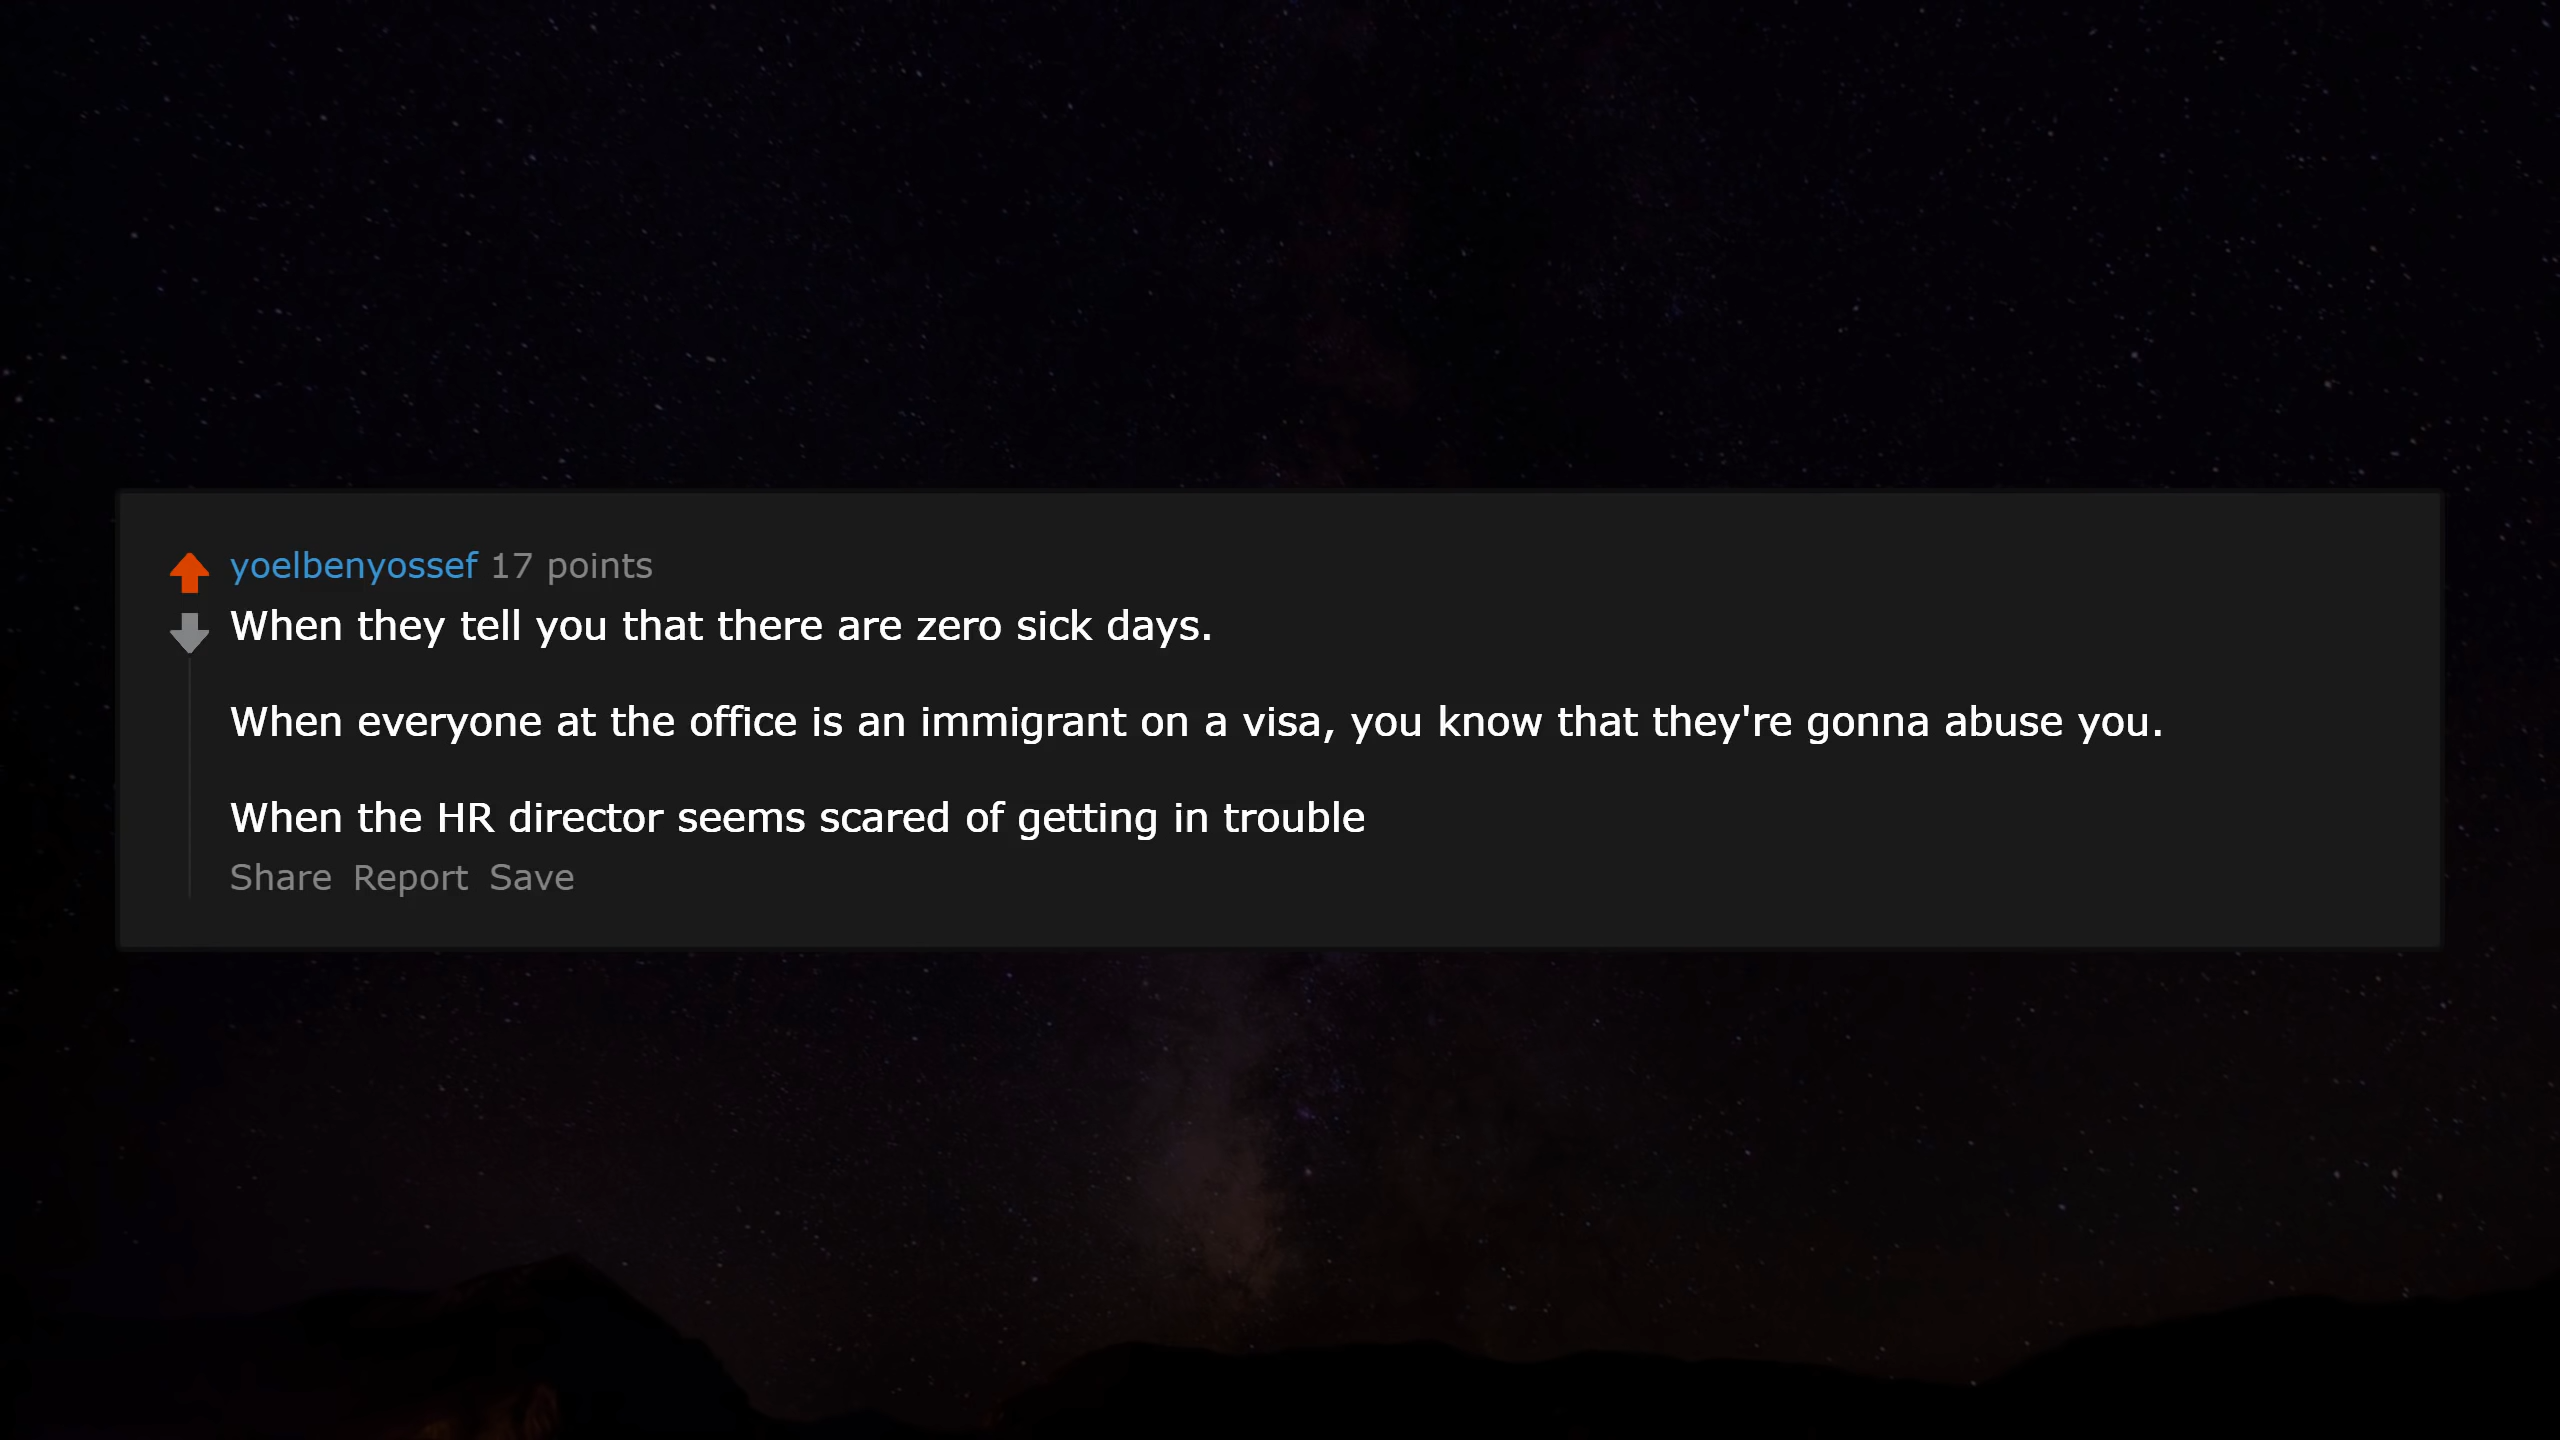 yoelbenyossef 17 points
When they tell you that there are zero sick days.
When everyone at the office is an immigrant on a visa, you know that they're gonna abuse you.
When the HR director seems scared of getting in trouble
Share Report Save